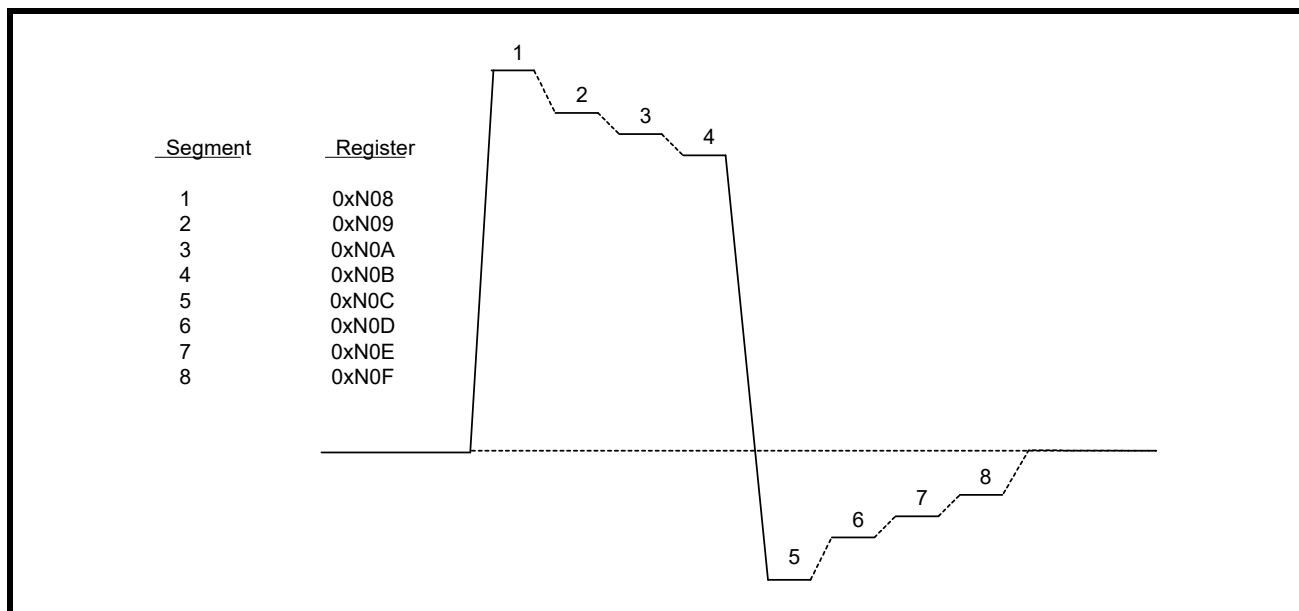 Segment Register
1 0xN08
2 0xN09
3 0xN0A
4 0xN0B
5 0xN0C
6 0xN0D
7 0xN0E
8 0xN0F
1
2
3
4
5
6
7
8